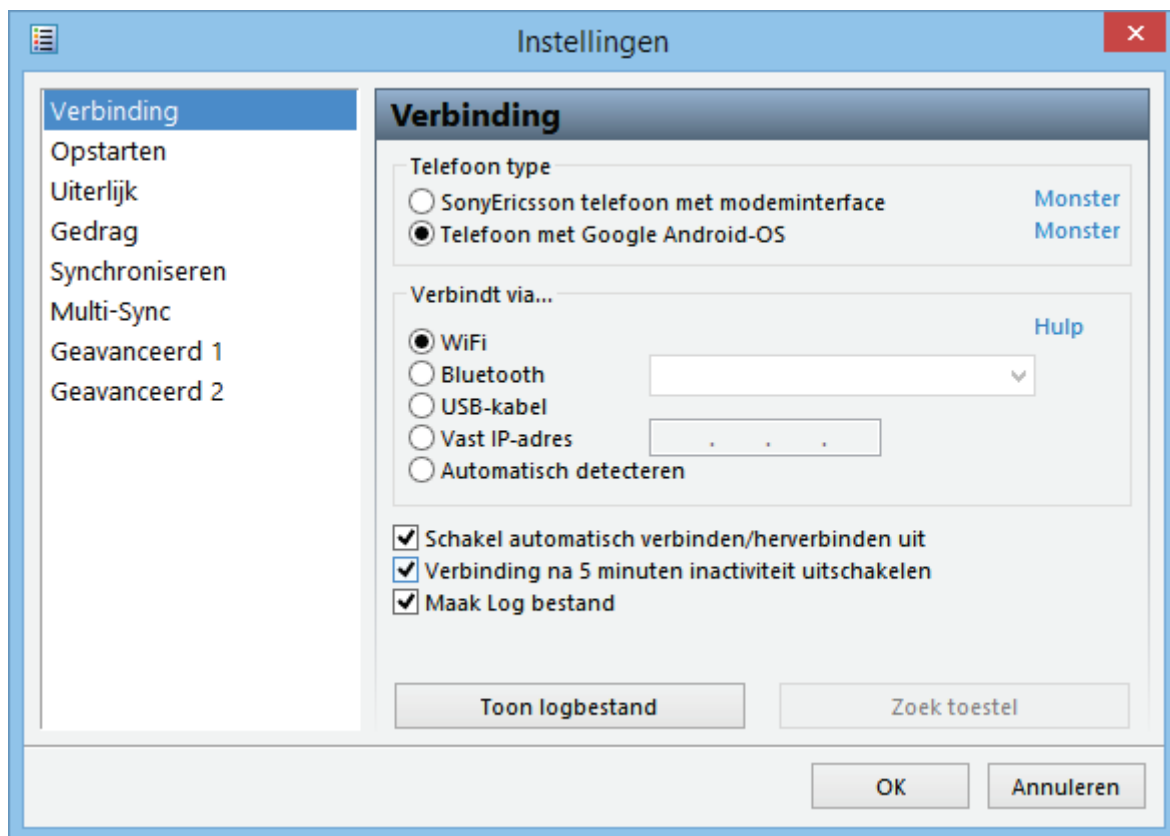 Instellingen
Verbinding
Opstarten
Uiterlijk
Gedrag
Synchroniseren
Multi-Sync
Geavanceerd 1
Geavanceerd 2
Verbinding
Telefoon type
SonyEricsson telefoon met modeminterface Monster
Telefoon met Google Android-OS Monster
Verbindt via...
Hulp
WiFi
Bluetooth
USB-kabel
Vast IP-adres . . .
Automatisch detecteren
Schakel automatisch verbinden/herverbinden uit
Verbinding na 5 minuten inactiviteit uitschakelen
Maak Log bestand
Toon logbestand Zoek toestel
OK Annuleren